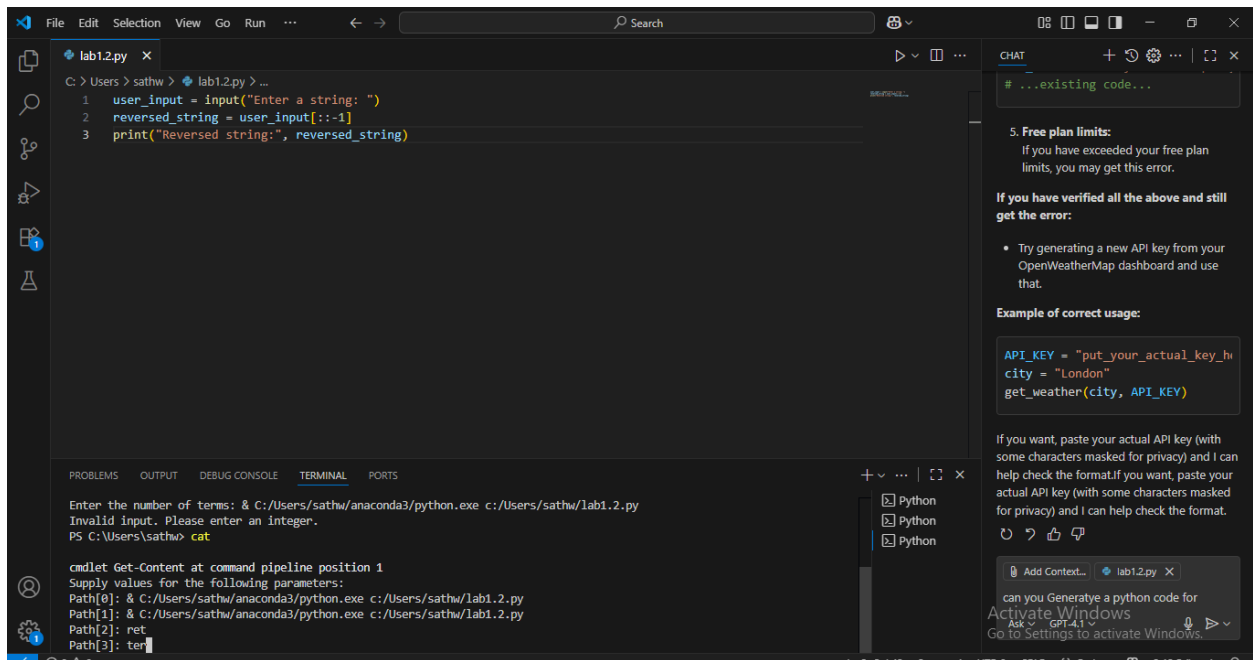 File Edit Selection View Go Run ··· Search
lab1.2.py
C: > Users > sathw > lab1.2.py > ...
1 user_input = input("Enter a string: ")
2 reversed_string = user_input[::-1]
3 print("Reversed string:", reversed_string)
PROBLEMS OUTPUT DEBUG CONSOLE TERMINAL PORTS
Enter the number of terms: & C:/Users/sathw/anaconda3/python.exe c:/Users/sathw/lab1.2.py
Invalid input. Please enter an integer.
PS C:\Users\sathw> cat
cmdlet Get-Content at command pipeline position 1
Supply values for the following parameters:
Path[0]: & C:/Users/sathw/anaconda3/python.exe c:/Users/sathw/lab1.2.py
Path[1]: & C:/Users/sathw/anaconda3/python.exe c:/Users/sathw/lab1.2.py
Path[2]: ret
Path[3]: ter
Python
Python
Python
CHAT
# ...existing code...
5. Free plan limits:
If you have exceeded your free plan
limits, you may get this error.
If you have verified all the above and still
get the error:
• Try generating a new API key from your
OpenWeatherMap dashboard and use
that.
Example of correct usage:
API_KEY = "put_your_actual_key_h
city = "London"
get_weather(city, API_KEY)
If you want, paste your actual API key (with
some characters masked for privacy) and I can
help check the format.If you want, paste your
actual API key (with some characters masked
for privacy) and I can help check the format.
Add Context... lab1.2.py
can you Generatye a python code for
Activate Windows
Ask GPT-4.1
Go to Settings to activate Windows.